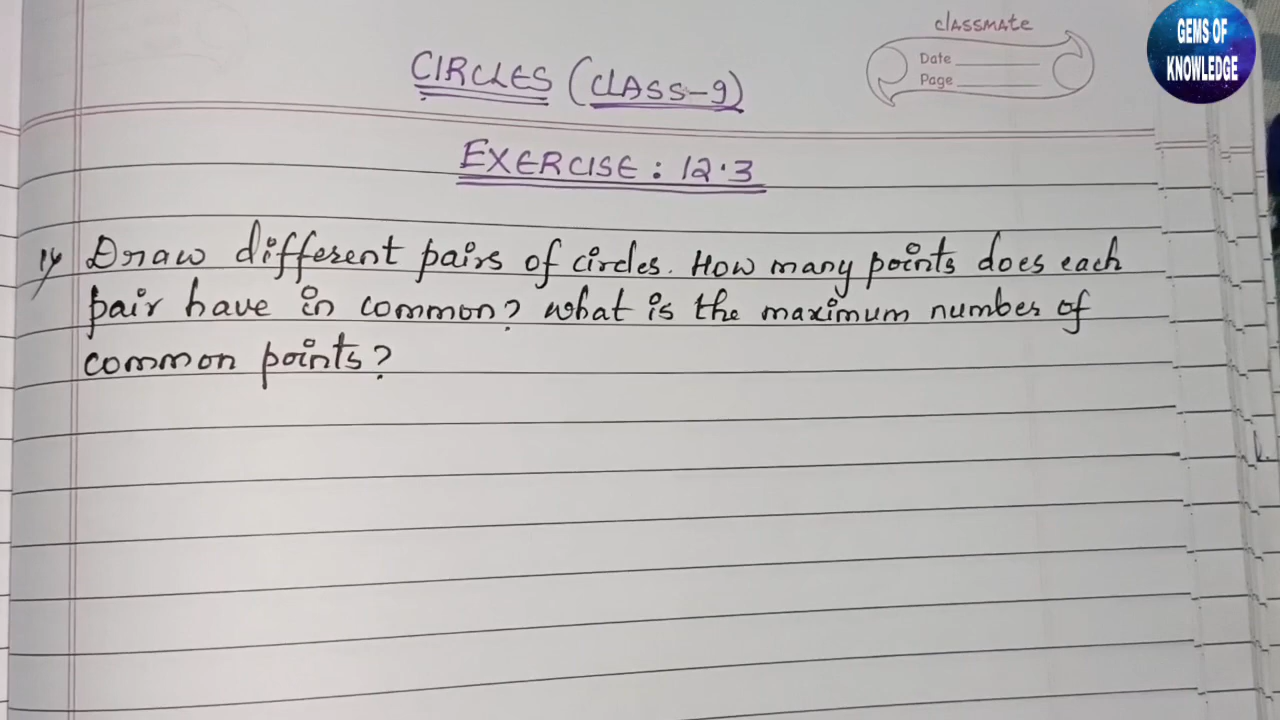 classmate
Date
Page
GEMS OF
KNOWLEDGE
CIRCLES (CLASS-9)
EXERCISE : 12.3
1) Draw different pairs of circles. How many points does each
pair have in common? what is the maximum number of
common points?